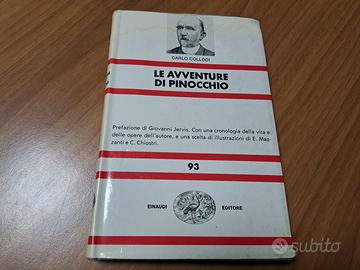 CARLO COLLODI
LE AVVENTURE
DI PINOCCHIO
Prefazione di Giovanni Jervis. Con una cronologia della vita e
delle opere dell'autore, e una scelta di illustrazioni di E. Maz-
zanti e C. Chiostri.
93
EINAUDI EDITORE
subito